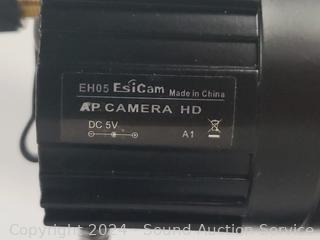 EH05 EsiCam Made in China
AP CAMERA HD
DC 5V
A1
Copyright 2024 - Sound Auction Service